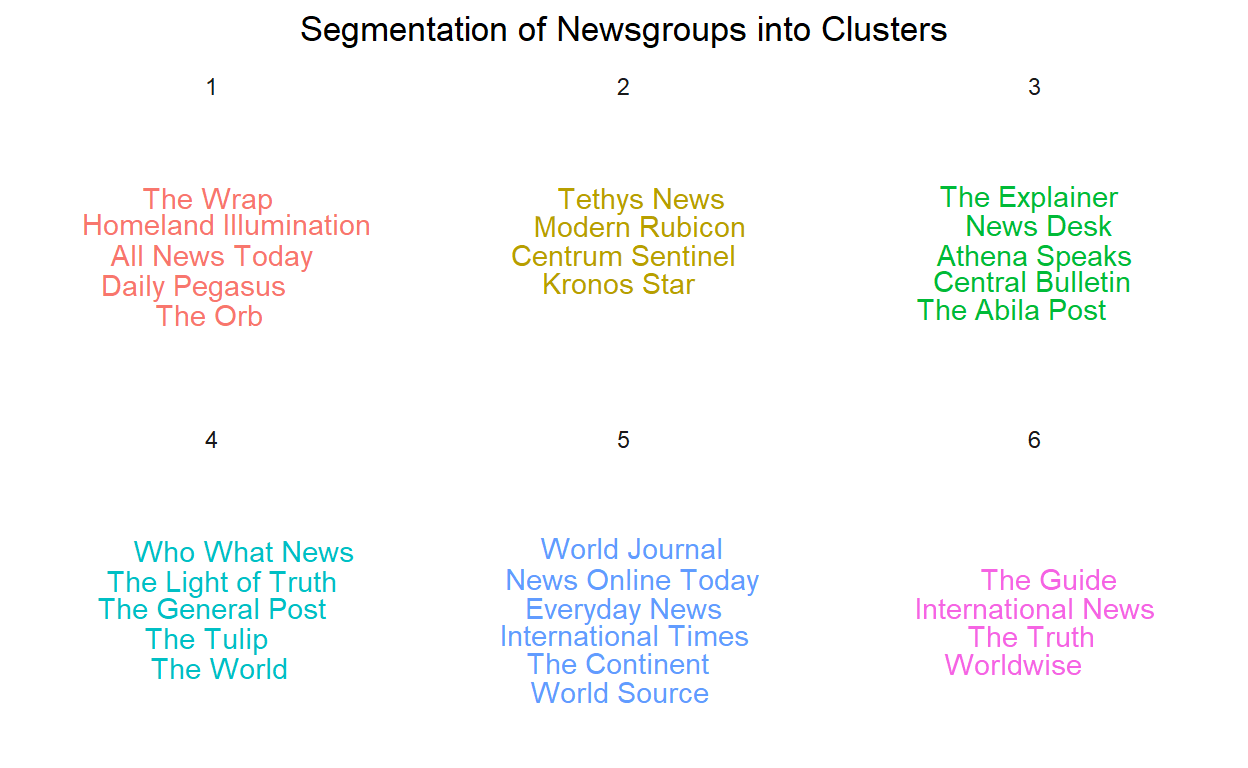 Segmentation of Newsgroups into Clusters
1
The Wrap
Homeland Illumination
All News Today
Daily Pegasus
The Orb
2
Tethys News
Modern Rubicon
Centrum Sentinel
Kronos Star
3
The Explainer
News Desk
Athena Speaks
Central Bulletin
The Abila Post
4
Who What News
The Light of Truth
The General Post
The Tulip
The World
5
World Journal
News Online Today
Everyday News
International Times
The Continent
World Source
6
The Guide
International News
The Truth
Worldwise